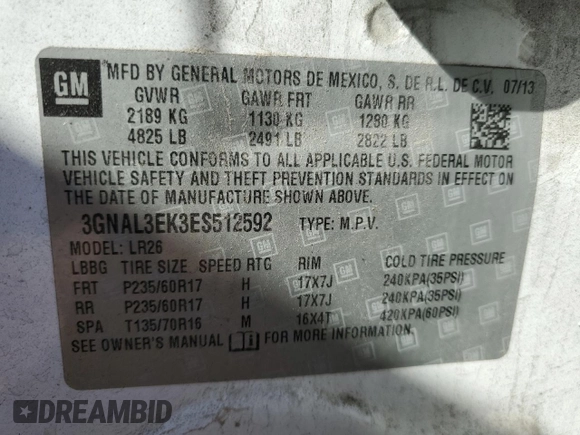 GM
MFD BY GENERAL MOTORS DE MEXICO, S. DE R.L. DE C.V. 07/13
GVWR GAWR FRT GAWR RR
2189 KG 1130 KG 1280 KG
4825 LB 2491 LB 2822 LB
THIS VEHICLE CONFORMS TO ALL APPLICABLE U.S. FEDERAL MOTOR
VEHICLE SAFETY AND THEFT PREVENTION STANDARDS IN EFFECT ON
THE DATE OF MANUFACTURE SHOWN ABOVE.
3GNAL3EK3ES512592 TYPE: M.P.V.
MODEL: LR26
LBBG TIRE SIZE SPEED RTG RIM COLD TIRE PRESSURE
FRT P235/60R17 H 17X7J 240KPA(35PSI)
RR P235/60R17 H 17X7J 240KPA(35PSI)
SPA T135/70R16 M 16X4T 420KPA(60PSI)
SEE OWNER'S MANUAL FOR MORE INFORMATION.
DREAMBID